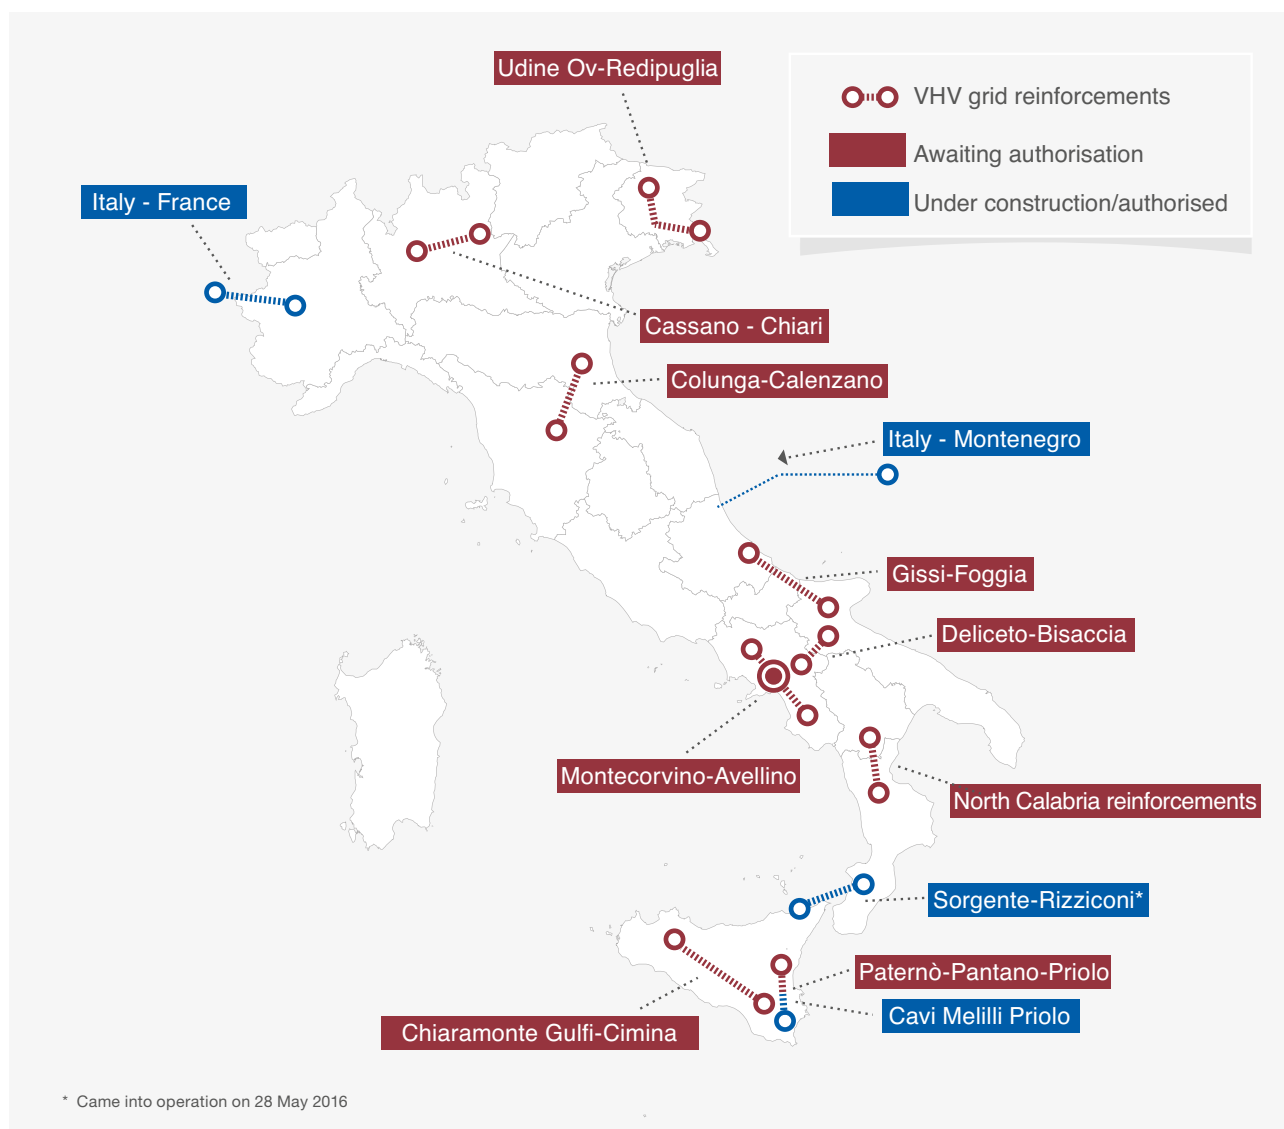 Udine Ov-Redipuglia
VHV grid reinforcements
Awaiting authorisation
Under construction/authorised
Italy - France
Cassano - Chiari
Colunga-Calenzano
Italy - Montenegro
Gissi-Foggia
Deliceto-Bisaccia
Montecorvino-Avellino
North Calabria reinforcements
Sorgente-Rizziconi*
Paternò-Pantano-Priolo
Cavi Melilli Priolo
Chiaramonte Gulfi-Cimina
* Came into operation on 28 May 2016